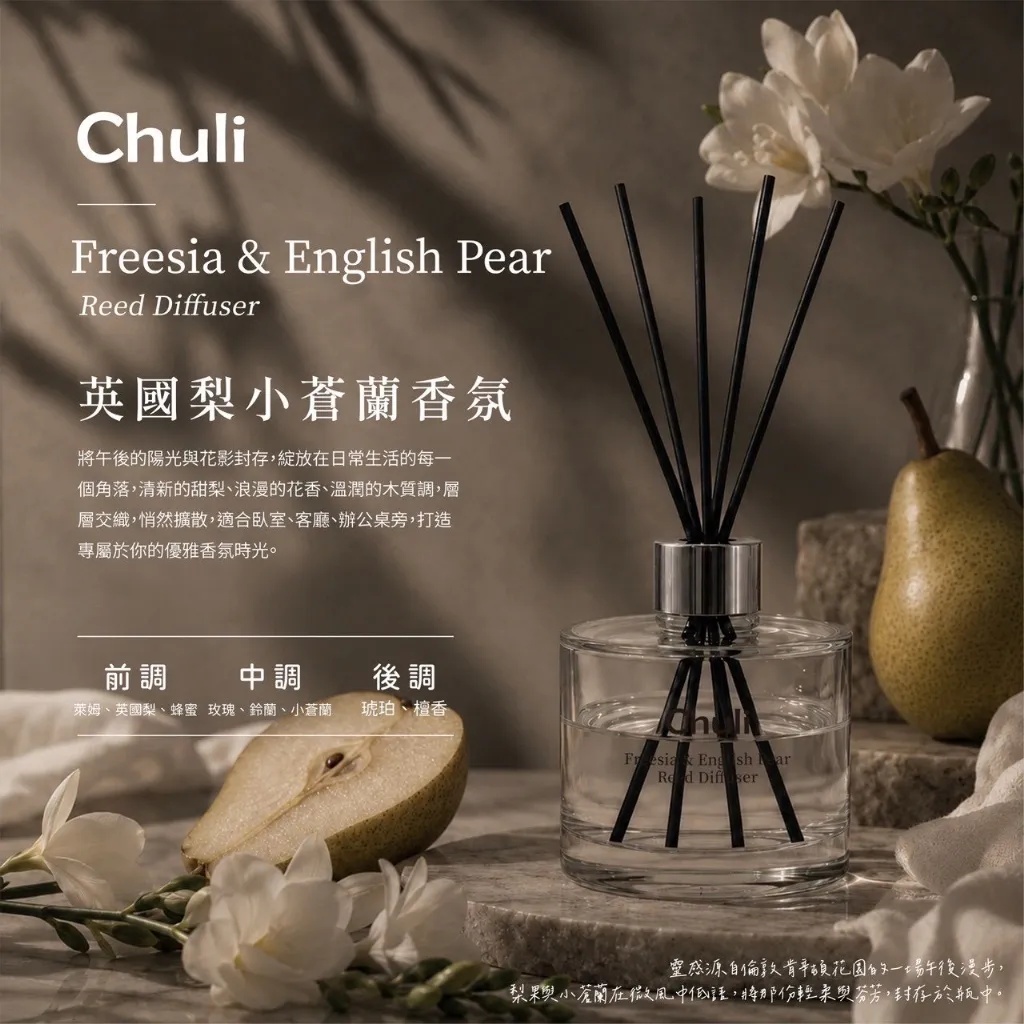 Chuli
Freesia & English Pear
Reed Diffuser
英國梨小蒼蘭香氛
將午後的陽光與花影封存，綻放在日常生活的每一
個角落，清新的甜梨、浪漫的花香、溫潤的木質調，層
層交織，悄然擴散，適合臥室、客廳、辦公桌旁，打造
專屬於你的優雅香氛時光。
前調 中調 後調
萊姆、英國梨、蜂蜜 玫瑰、鈴蘭、小蒼蘭 琥珀、檀香
Chuli
Freesia & English Pear
Reed Diffuser
靈感源自倫敦肯辛頓花園的一場午後漫步，
梨果與小蒼蘭在微風中低語，將那份輕柔與芬芳，封存於瓶中。